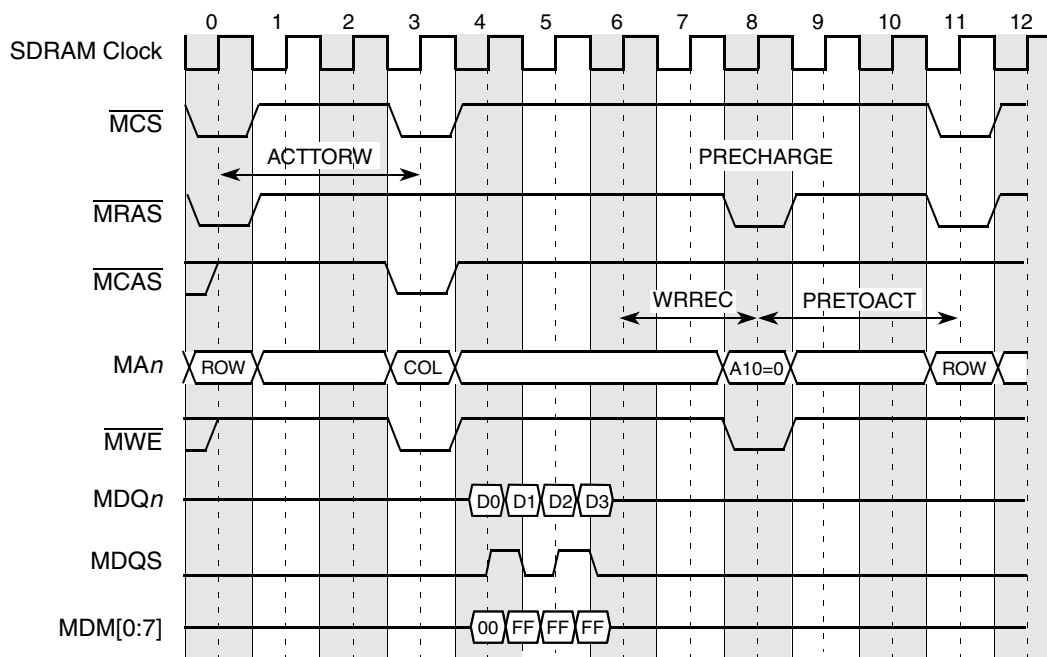 0 1 2 3 4 5 6 7 8 9 10 11 12
SDRAM Clock
MCS
ACTTORW PRECHARGE
MRAS
MCAS
WRREC PRETOACT
MAn ROW COL A10=0 ROW
MWE
MDQn D0 D1 D2 D3
MDQS
MDM[0:7] 00 FF FF FF